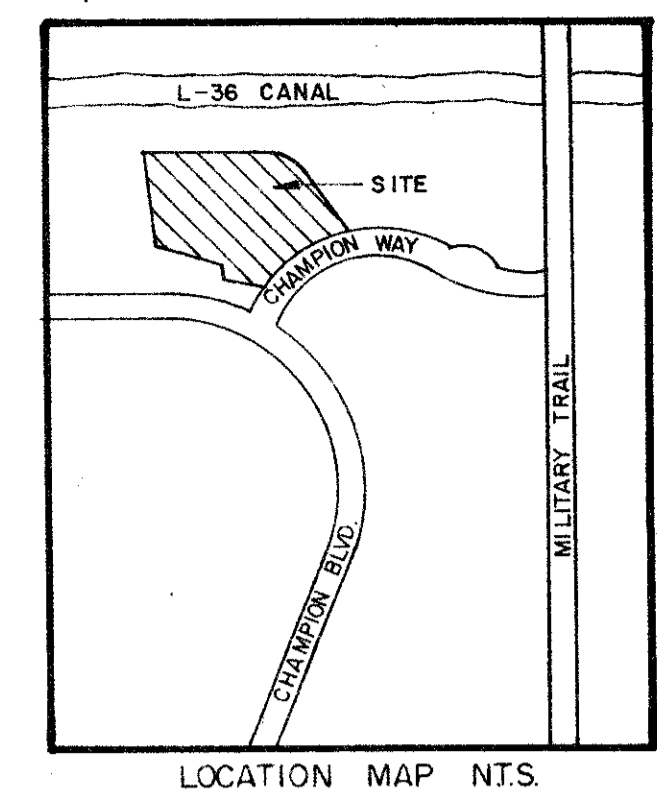 L-36 CANAL
SITE
CHAMPION WAY
MILITARY TRAIL
CHAMPION BLVD.
LOCATION MAP N.T.S.